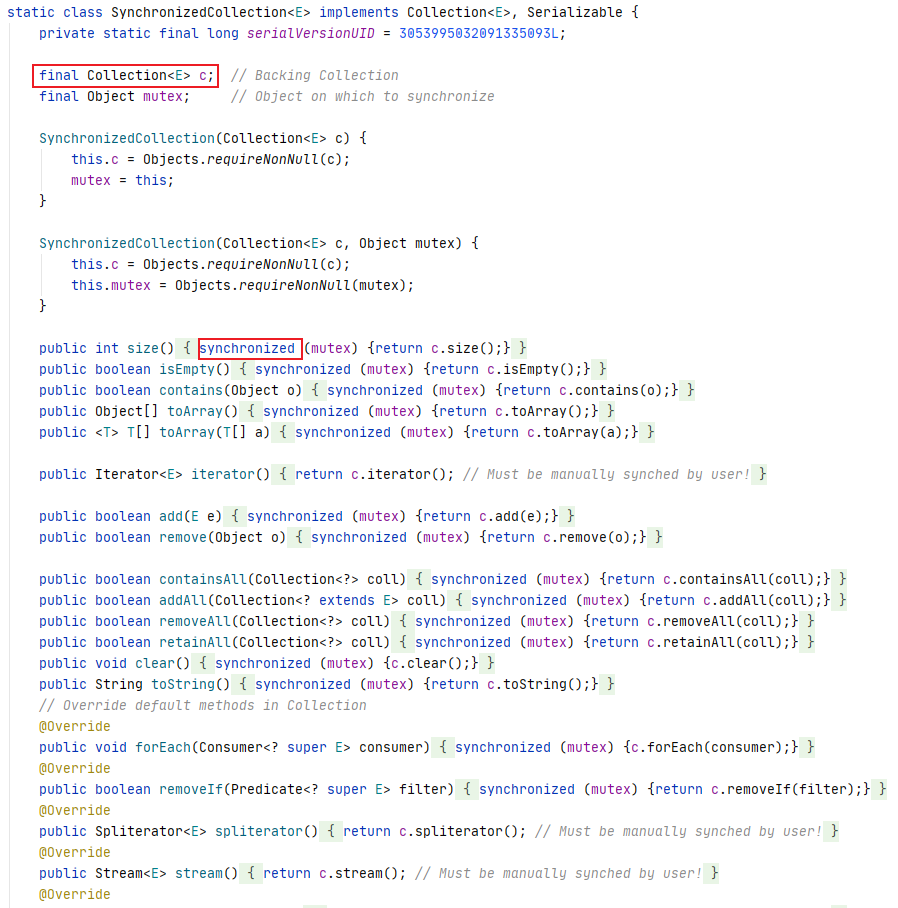 static class SynchronizedCollection<E> implements Collection<E>, Serializable {
private static final long serialVersionUID = 3053995032091335093L;
final Collection<E> c;  // Backing Collection
final Object mutex;     // Object on which to synchronize
SynchronizedCollection(Collection<E> c) {
this.c = Objects.requireNonNull(c);
mutex = this;
}
SynchronizedCollection(Collection<E> c, Object mutex) {
this.c = Objects.requireNonNull(c);
this.mutex = Objects.requireNonNull(mutex);
}
public int size() { synchronized (mutex) {return c.size();} }
public boolean isEmpty() { synchronized (mutex) {return c.isEmpty();} }
public boolean contains(Object o) { synchronized (mutex) {return c.contains(o);} }
public Object[] toArray() { synchronized (mutex) {return c.toArray();} }
public <T> T[] toArray(T[] a) { synchronized (mutex) {return c.toArray(a);} }
public Iterator<E> iterator() { return c.iterator(); // Must be manually synched by user! }
public boolean add(E e) { synchronized (mutex) {return c.add(e);} }
public boolean remove(Object o) { synchronized (mutex) {return c.remove(o);} }
public boolean containsAll(Collection<?> coll) { synchronized (mutex) {return c.containsAll(coll);} }
public boolean addAll(Collection<? extends E> coll) { synchronized (mutex) {return c.addAll(coll);} }
public boolean removeAll(Collection<?> coll) { synchronized (mutex) {return c.removeAll(coll);} }
public boolean retainAll(Collection<?> coll) { synchronized (mutex) {return c.retainAll(coll);} }
public void clear() { synchronized (mutex) {c.clear();} }
public String toString() { synchronized (mutex) {return c.toString();} }
// Override default methods in Collection
@Override
public void forEach(Consumer<? super E> consumer) { synchronized (mutex) {c.forEach(consumer);} }
@Override
public boolean removeIf(Predicate<? super E> filter) { synchronized (mutex) {return c.removeIf(filter);} }
@Override
public Spliterator<E> spliterator() { return c.spliterator(); // Must be manually synched by user! }
@Override
public Stream<E> stream() { return c.stream(); // Must be manually synched by user! }
@Override